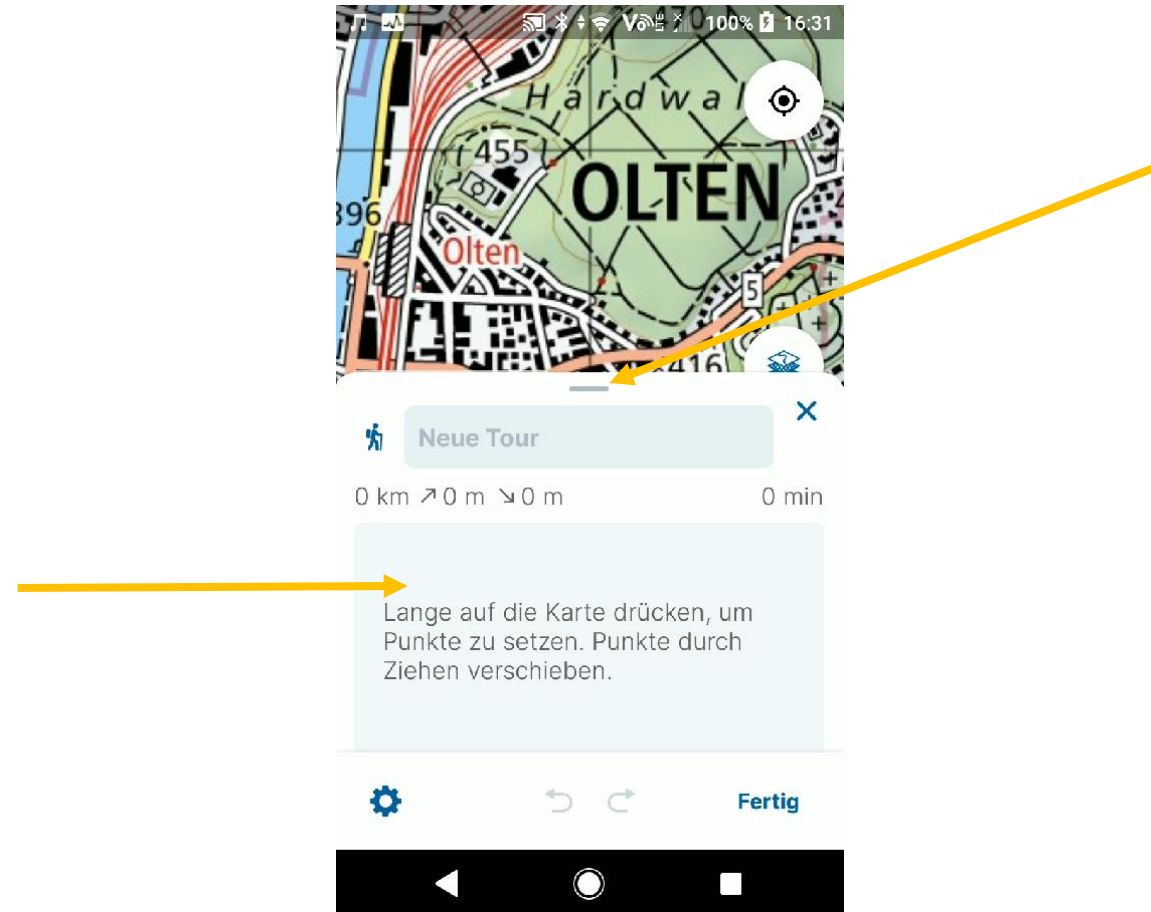 100% 16:31
Hardwal
470
455
OLTEN
396
Olten
5
416
Neue Tour
0 km ↗0 m ↘0 m 0 min
Lange auf die Karte drücken, um
Punkte zu setzen. Punkte durch
Ziehen verschieben.
Fertig